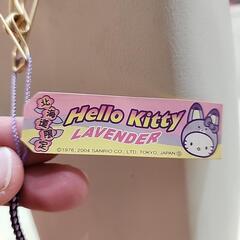 北海道限定
Hello Kitty
LAVENDER
©1976, 2004 SANRIO CO., LTD. TOKYO, JAPAN